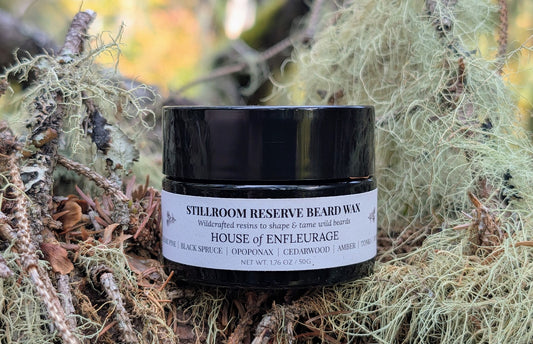 STILLROOM RESERVE BEARD WAX
Wildcrafted resins to shape & tame wild beards
HOUSE of ENFLEURAGE
PINE | BLACK SPRUCE | OPOPONAX | CEDARWOOD | AMBER |
NET WT. 1.76 OZ / 50G